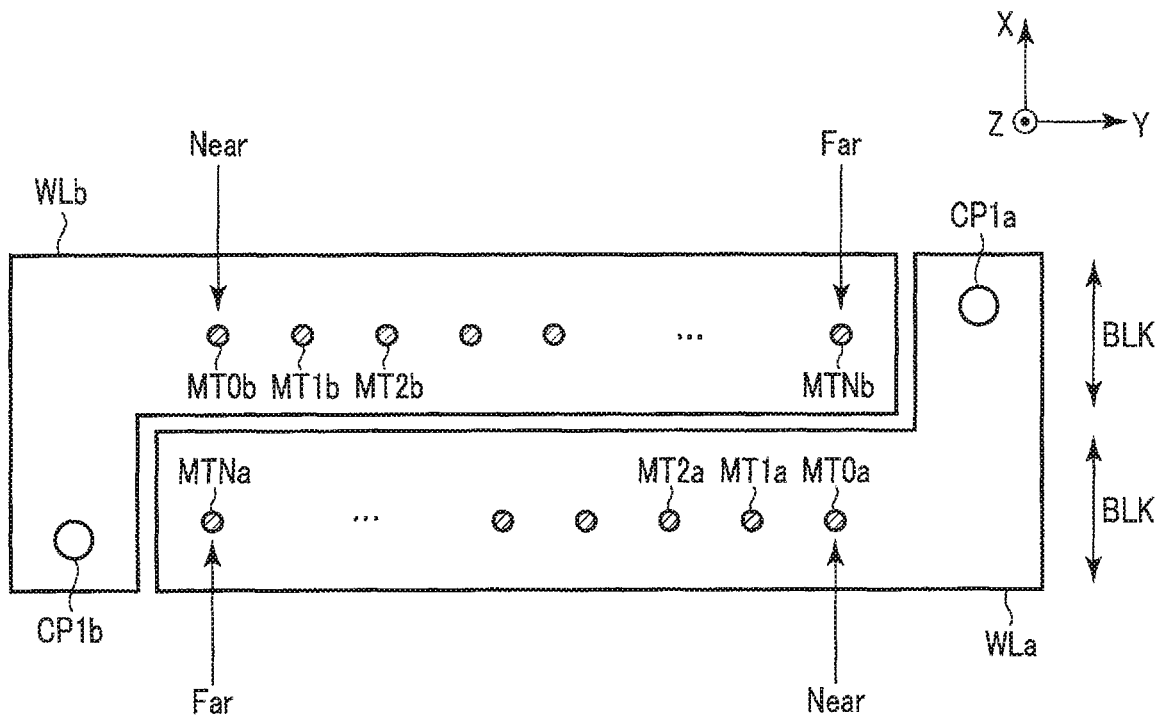 X
Z
Y
Near
Far
WLb
CP1a
BLK
MT0b MT1b MT2b
...
MTNb
MTNa
...
MT2a MT1a MT0a
BLK
CP1b
WLa
Far
Near